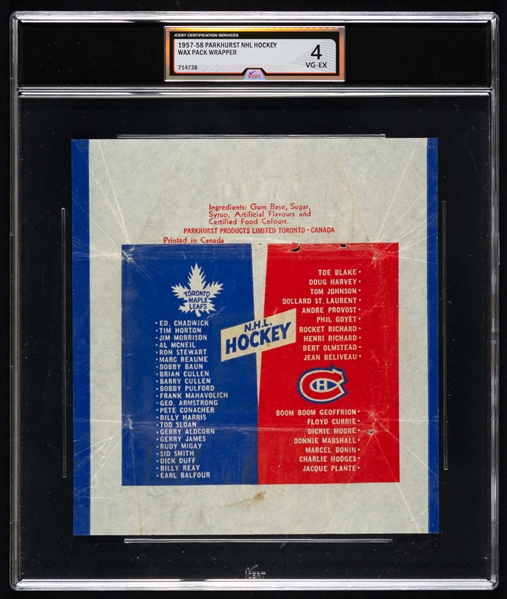 ICERT CERTIFICATION SERVICES
1957-58 PARKHURST NHL HOCKEY
WAX PACK WRAPPER
714736
4
VG-EX
Ingredients: Gum Base, Sugar,
Syrup, Artificial Flavours and
Certified Food Colours.
PARKHURST PRODUCTS LIMITED TORONTO-CANADA
Printed in Canada
TORONTO
MAPLE
LEAFS
• ED. CHADWICK
• TIM HORTON
• JIM MORRISON
• AL MCNEIL
• RON STEWART
• MARC REAUME
• BOBBY BAUN
• BRIAN CULLEN
• BARRY CULLEN
• BOBBY PULFORD
• FRANK MAHAVOLICH
• GEO. ARMSTRONG
• PETE CONACHER
• BILLY HARRIS
• TOD SLOAN
• GERRY ALDCORN
• GERRY JAMES
• RUDY MIGAY
• SID SMITH
• DICK DUFF
• BILLY REAY
• EARL BALFOUR
N.H.L.
HOCKEY
TOE BLAKE •
DOUG HARVEY •
TOM JOHNSON •
DOLLARD ST. LAURENT •
ANDRE PROVOST •
PHIL GOYET •
ROCKET RICHARD •
HENRI RICHARD •
BERT OLMSTEAD •
JEAN BELIVEAU •
CH
BOOM BOOM GEOFFRION •
FLOYD CURRIE •
DICKIE MOORE •
DONNIE MARSHALL •
MARCEL BONIN •
CHARLIE HODGES •
JACQUE PLANTE •
ICERT